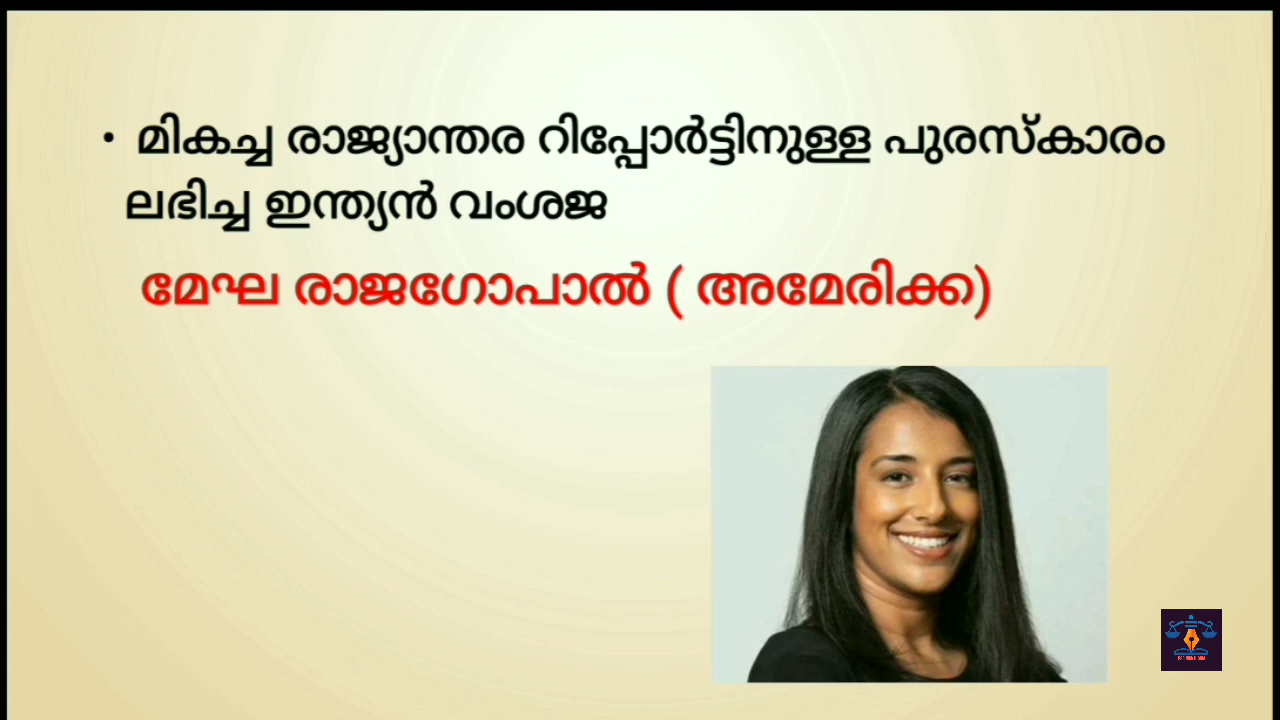 • മികച്ച രാജ്യാന്തര റിപ്പോർട്ടിനുള്ള പുരസ്കാരം
ലഭിച്ച ഇന്ത്യൻ വംശജ
മേഘ രാജഗോപാൽ ( അമേരിക്ക)